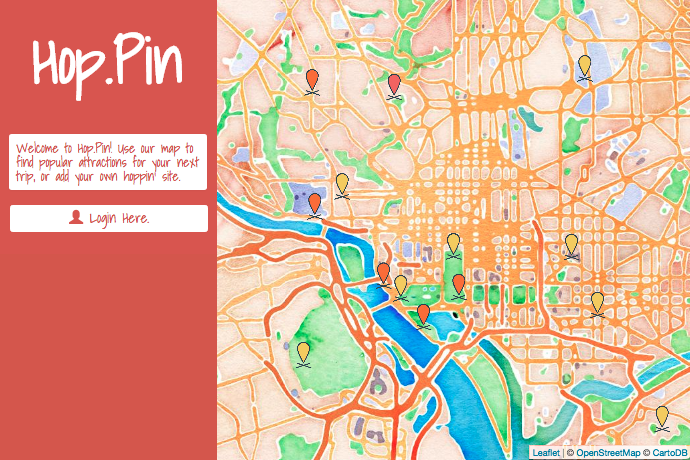 Hop.Pin
Welcome to Hop.Pin! Use our map to
find popular attractions for your next
trip, or add your own hoppin' site.
Login Here.
Leaflet | © OpenStreetMap © CartoDB